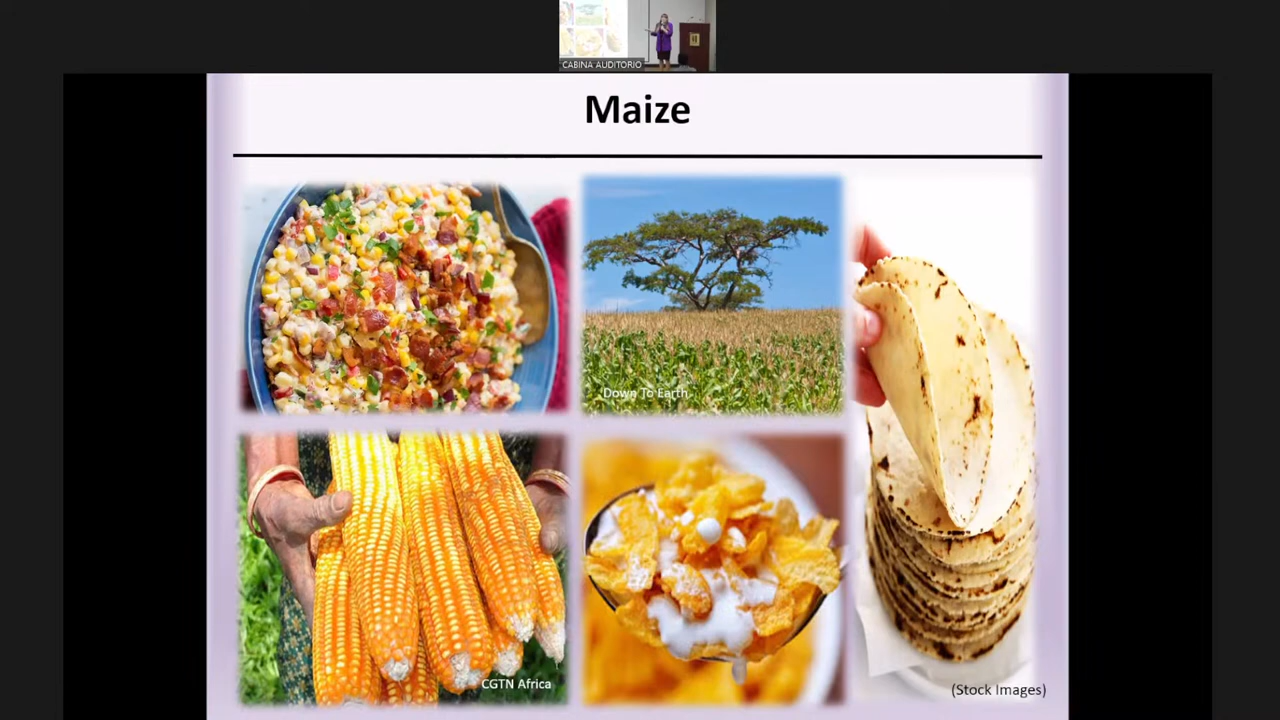 CABINA AUDITORIO
Maize
Down To Earth
CGTN Africa
(Stock Images)